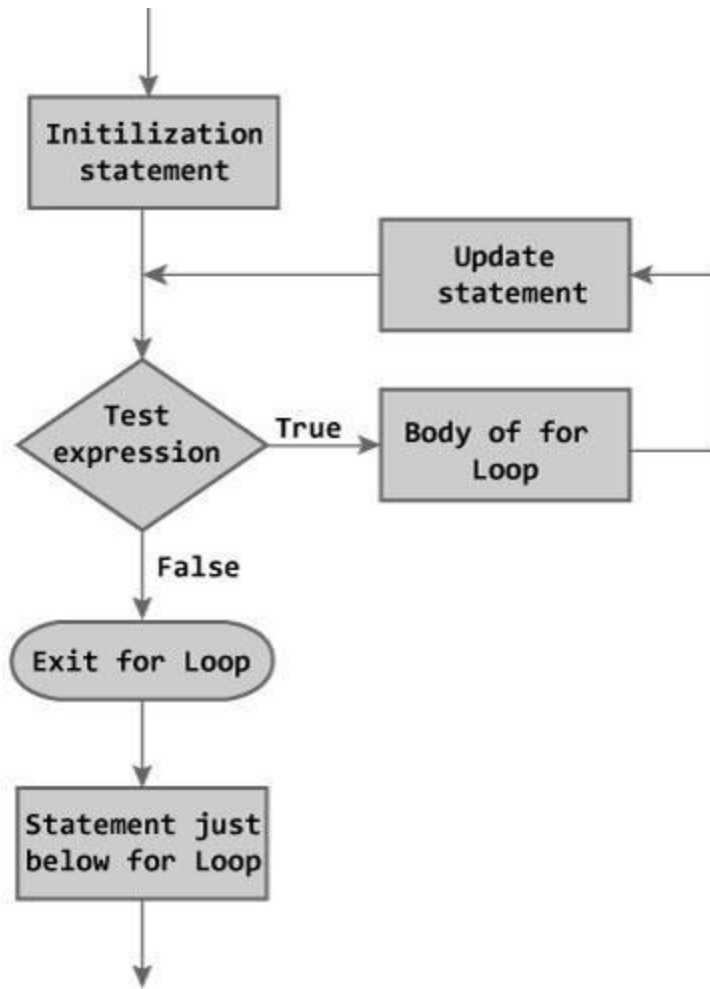 Initilization
statement
Update
statement
Test
expression
True
Body of for
Loop
False
Exit for Loop
Statement just
below for Loop